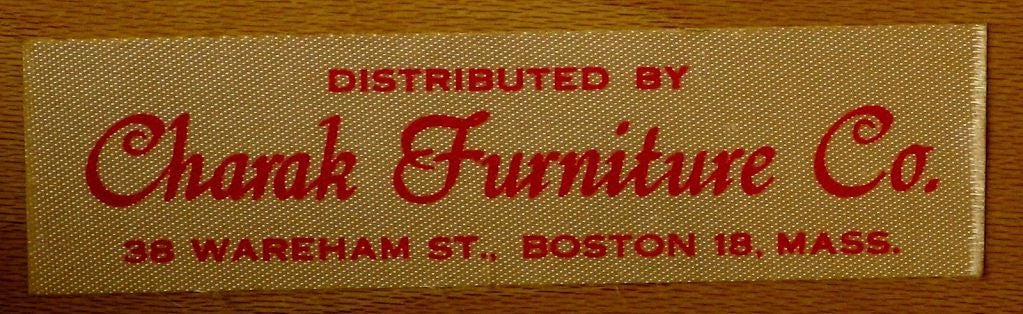 DISTRIBUTED BY
Charak Furniture Co.
38 WAREHAM ST., BOSTON 18, MASS.